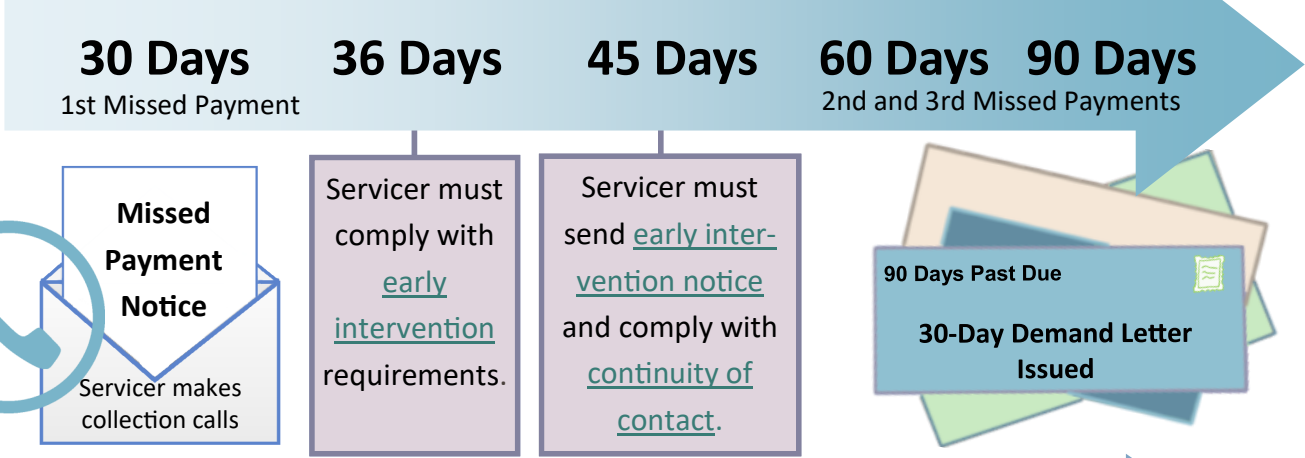 30 Days
1st Missed Payment
36 Days
45 Days
60 Days 90 Days
2nd and 3rd Missed Payments
Missed
Payment
Notice
Servicer makes
collection calls
Servicer must
comply with
early
intervention
requirements.
Servicer must
send early inter-
vention notice
and comply with
continuity of
contact.
90 Days Past Due
30-Day Demand Letter
Issued